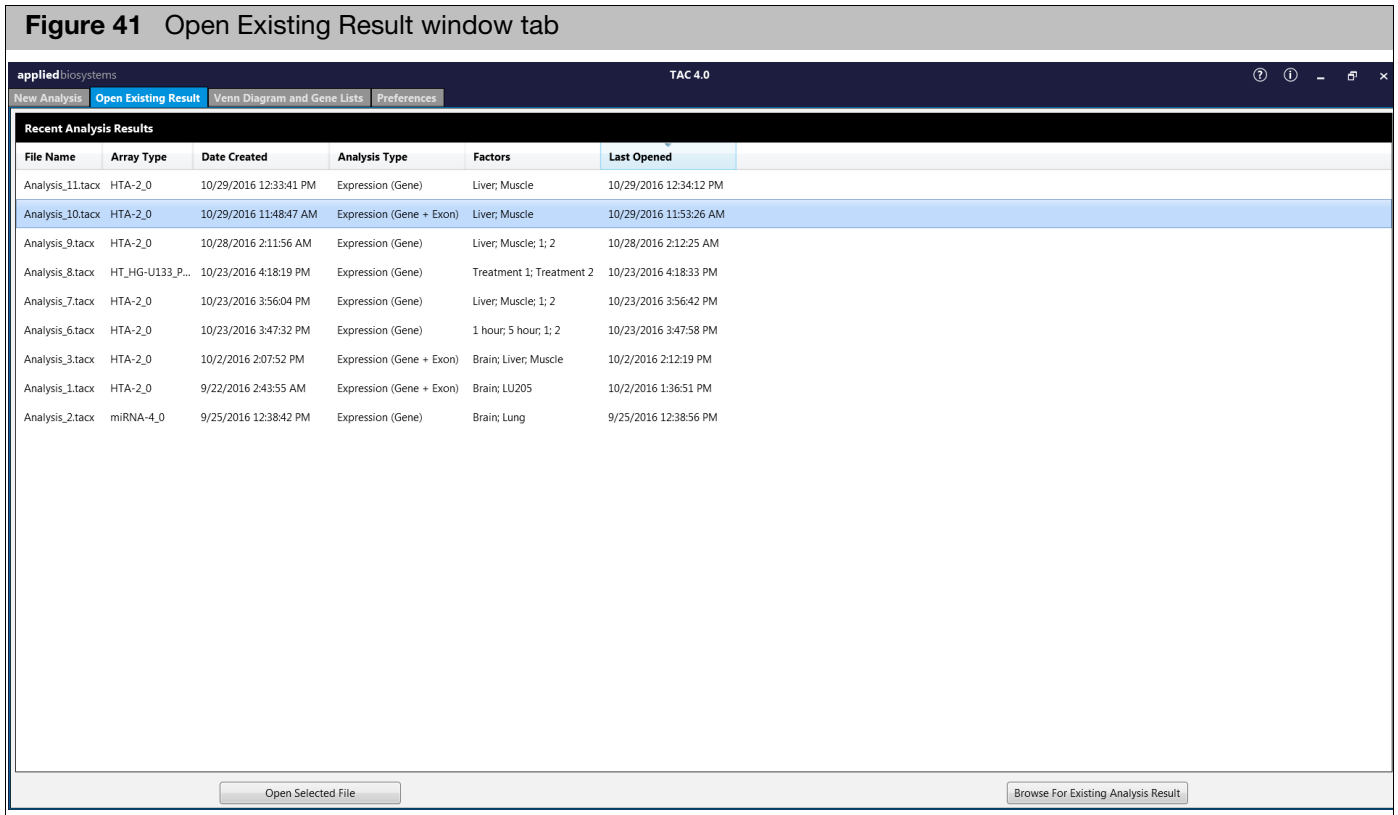 Figure 41 Open Existing Result window tab
appliedbiosystems TAC 4.0
New Analysis Open Existing Result Venn Diagram and Gene Lists Preferences
Recent Analysis Results
File Name Array Type Date Created Analysis Type Factors Last Opened
Analysis_11.tacx HTA-2_0 10/29/2016 12:33:41 PM Expression (Gene) Liver; Muscle 10/29/2016 12:34:12 PM
Analysis_10.tacx HTA-2_0 10/29/2016 11:48:47 AM Expression (Gene + Exon) Liver; Muscle 10/29/2016 11:53:26 AM
Analysis_9.tacx HTA-2_0 10/28/2016 2:11:56 AM Expression (Gene) Liver; Muscle; 1; 2 10/28/2016 2:12:25 AM
Analysis_8.tacx HT_HG-U133_P... 10/23/2016 4:18:19 PM Expression (Gene) Treatment 1; Treatment 2 10/23/2016 4:18:33 PM
Analysis_7.tacx HTA-2_0 10/23/2016 3:56:04 PM Expression (Gene) Liver; Muscle; 1; 2 10/23/2016 3:56:42 PM
Analysis_6.tacx HTA-2_0 10/23/2016 3:47:32 PM Expression (Gene) 1 hour; 5 hour; 1; 2 10/23/2016 3:47:58 PM
Analysis_3.tacx HTA-2_0 10/2/2016 2:07:52 PM Expression (Gene + Exon) Brain; Liver; Muscle 10/2/2016 2:12:19 PM
Analysis_1.tacx HTA-2_0 9/22/2016 2:43:55 AM Expression (Gene + Exon) Brain; LU205 10/2/2016 1:36:51 PM
Analysis_2.tacx miRNA-4_0 9/25/2016 12:38:42 PM Expression (Gene) Brain; Lung 9/25/2016 12:38:56 PM
Open Selected File Browse For Existing Analysis Result